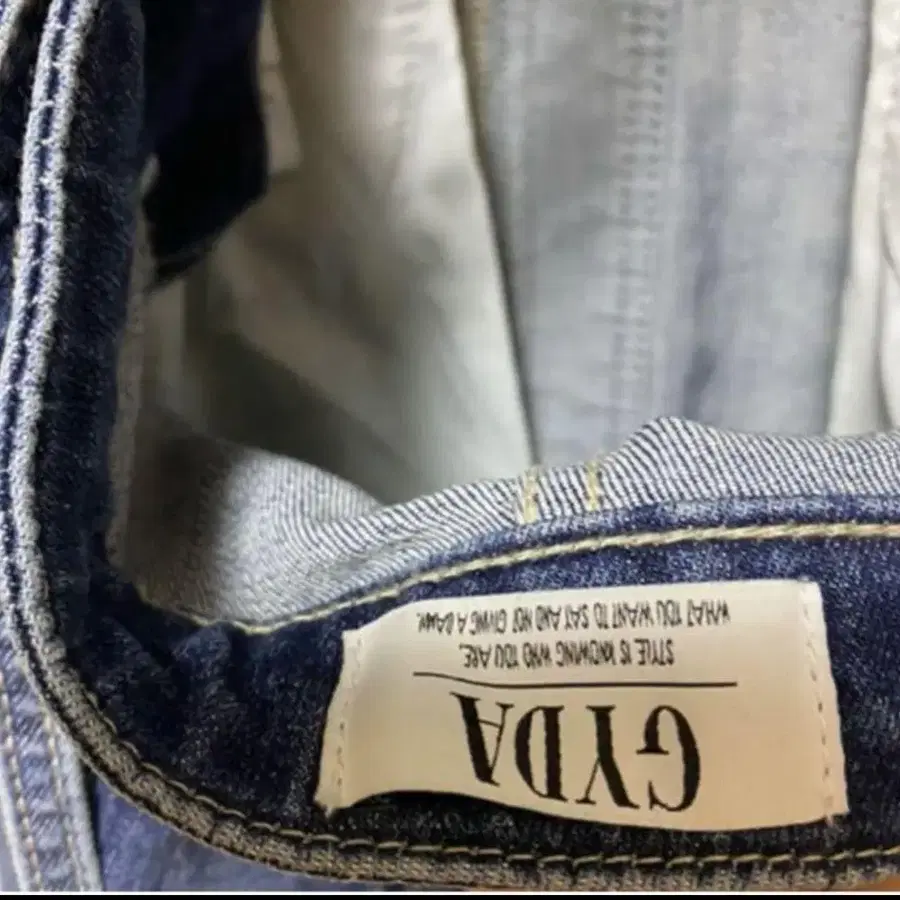 GYDA
STYLE IS KNOWING WHO YOU ARE,
WHAT YOU WANT TO SAY AND NOT GIVING A DAMN.